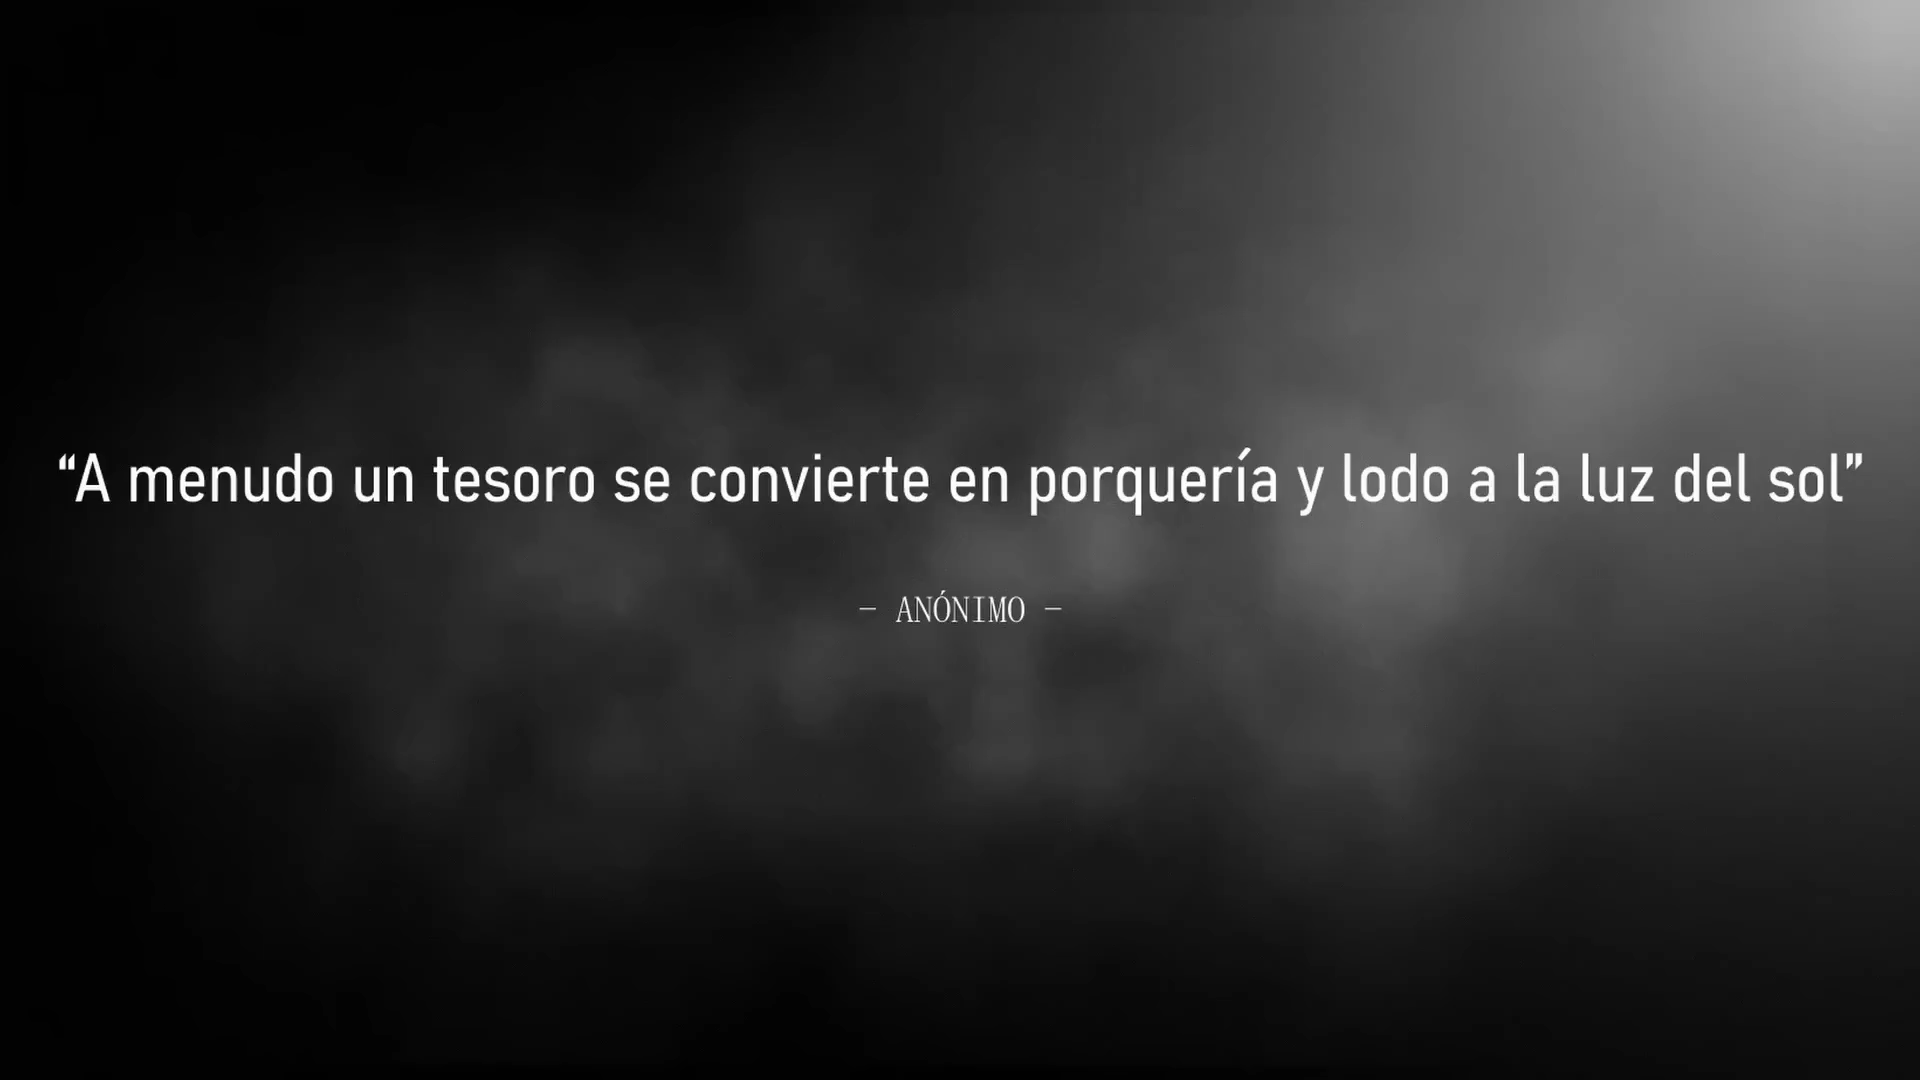 “A menudo un tesoro se convierte en porquería y lodo a la luz del sol”
– ANÓNIMO –